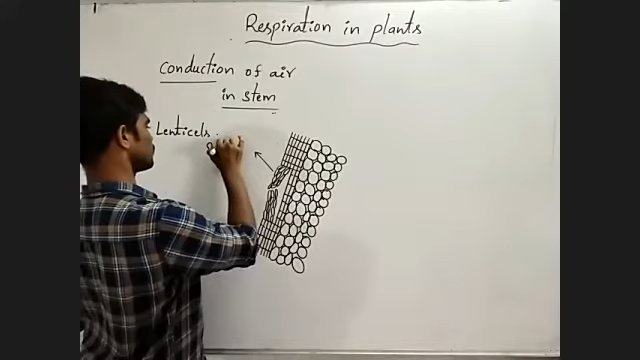 Respiration in plants
Conduction of air
in stem
Lenticels